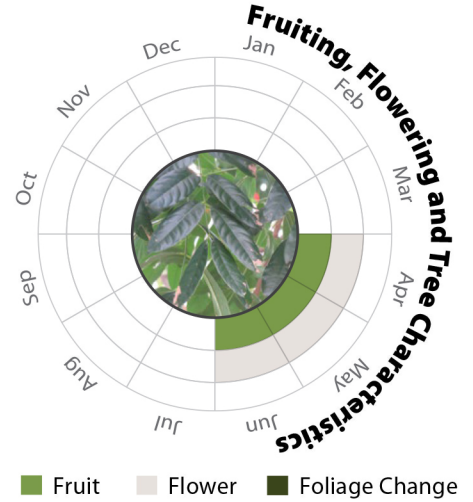 Fruiting, Flowering and Tree Characteristics
Jan
Feb
Mar
Apr
May
Jun
Jul
Aug
Sep
Oct
Nov
Dec
Fruit
Flower
Foliage Change